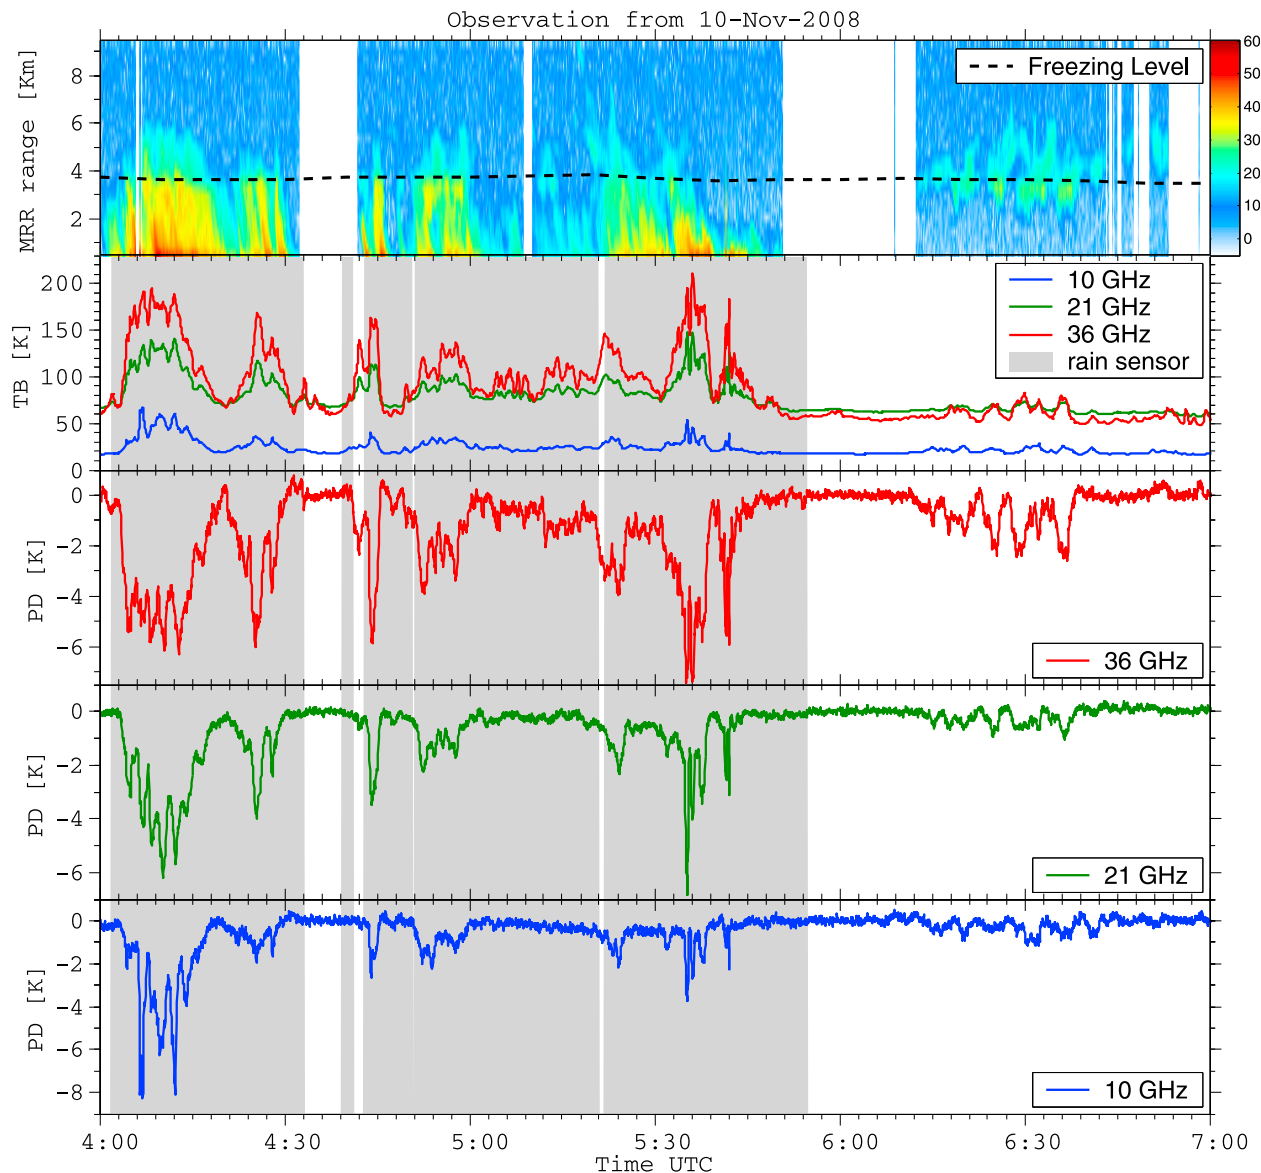 Observation from 10-Nov-2008
MRR range [Km]
8
6
4
2
Freezing Level
60
50
40
30
20
10
0
TB [K]
200
150
100
50
0
10 GHz
21 GHz
36 GHz
rain sensor
PD [K]
0
-2
-4
-6
36 GHz
PD [K]
0
-2
-4
-6
21 GHz
PD [K]
0
-2
-4
-6
-8
10 GHz
4:00 4:30 5:00 5:30 6:00 6:30 7:00
Time UTC